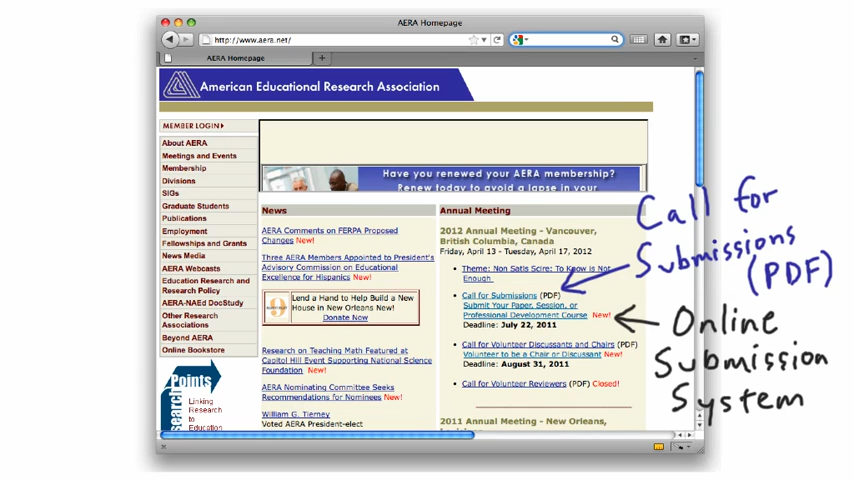 AERA Homepage
http://www.aera.net/
AERA Homepage
American Educational Research Association
MEMBER LOGIN
About AERA
Meetings and Events
Membership
Divisions
SIGs
Graduate Students
Publications
Employment
Fellowships and Grants
News Media
AERA Webcasts
Education Research and
Research Policy
AERA-NAEd DocStudy
Other Research
Associations
Beyond AERA
Online Bookstore
Points
Linking
Research
to
Education
Have you renewed your AERA membership?
Renew today to avoid a lapse in your
News
AERA Comments on FERPA Proposed
Changes New!
Three AERA Members Appointed to President's
Advisory Commission on Educational
Excellence for Hispanics New!
Lend a Hand to Help Build a New
House in New Orleans New!
Donate Now
Research on Teaching Math Featured at
Capitol Hill Event Supporting National Science
Foundation New!
AERA Nominating Committee Seeks
Recommendations for Nominees New!
William G. Tierney
Voted AERA President-elect
Annual Meeting
2012 Annual Meeting - Vancouver,
British Columbia, Canada
Friday, April 13 - Tuesday, April 17, 2012
Theme: Non Satis Scire: To Know is Not
Enough
Call for Submissions (PDF)
Submit Your Paper, Session, or
Professional Development Course New!
Deadline: July 22, 2011
Call for Volunteer Discussants and Chairs (PDF)
Volunteer to be a Chair or Discussant New!
Deadline: August 31, 2011
Call for Volunteer Reviewers (PDF) Closed!
2011 Annual Meeting - New Orleans,
Call for
Submissions
(PDF)
Online
Submission
System